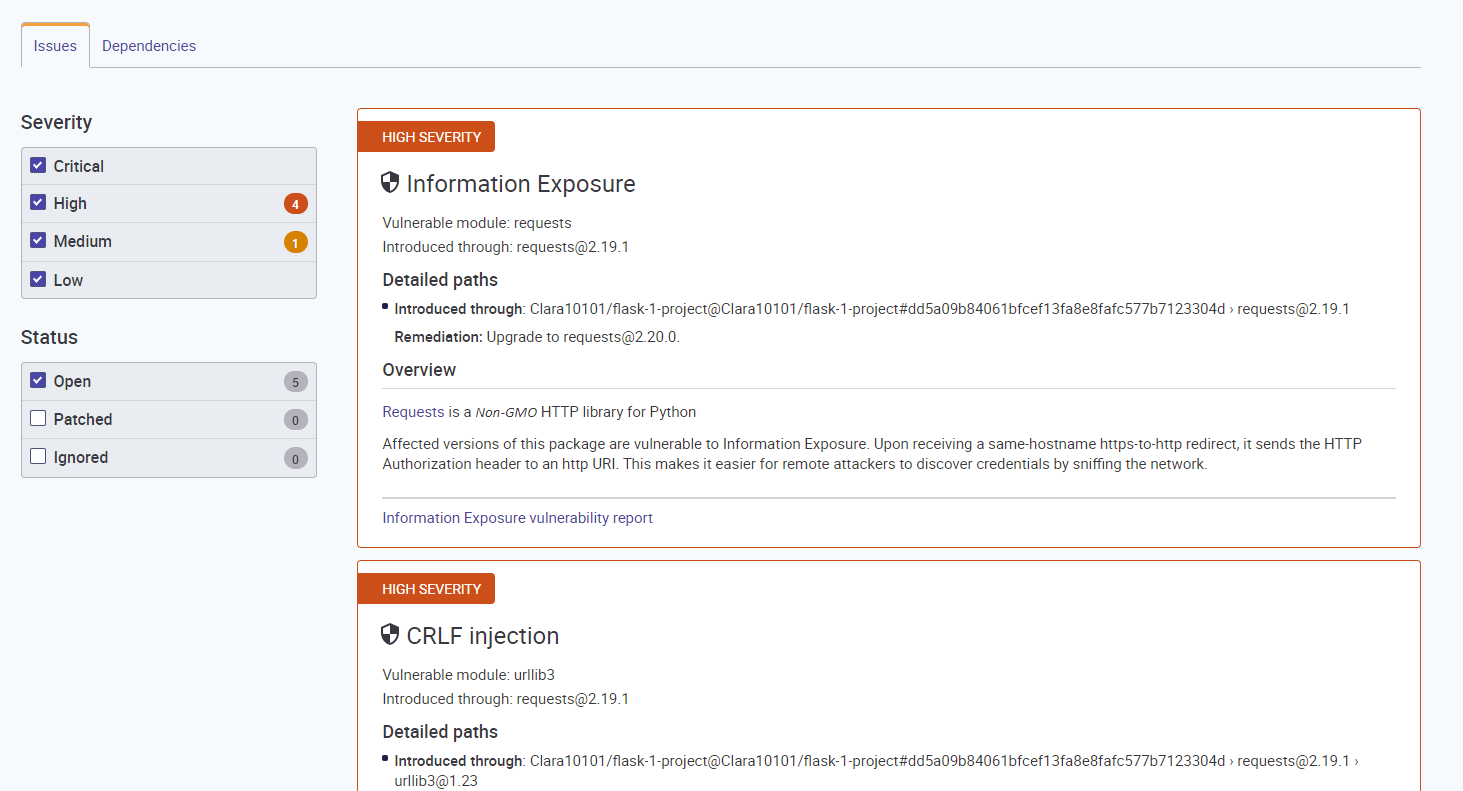 Issues
Dependencies
Severity
Critical
High 4
Medium 1
Low
Status
Open 5
Patched 0
Ignored 0
HIGH SEVERITY
Information Exposure
Vulnerable module: requests
Introduced through: requests@2.19.1
Detailed paths
Introduced through: Clara10101/flask-1-project@Clara10101/flask-1-project#dd5a09b84061bfcef13fa8e8fafc577b7123304d › requests@2.19.1
Remediation: Upgrade to requests@2.20.0.
Overview
Requests is a Non-GMO HTTP library for Python
Affected versions of this package are vulnerable to Information Exposure. Upon receiving a same-hostname https-to-http redirect, it sends the HTTP
Authorization header to an http URI. This makes it easier for remote attackers to discover credentials by sniffing the network.
Information Exposure vulnerability report
HIGH SEVERITY
CRLF injection
Vulnerable module: urllib3
Introduced through: requests@2.19.1
Detailed paths
Introduced through: Clara10101/flask-1-project@Clara10101/flask-1-project#dd5a09b84061bfcef13fa8e8fafc577b7123304d › requests@2.19.1 ›
urllib3@1.23